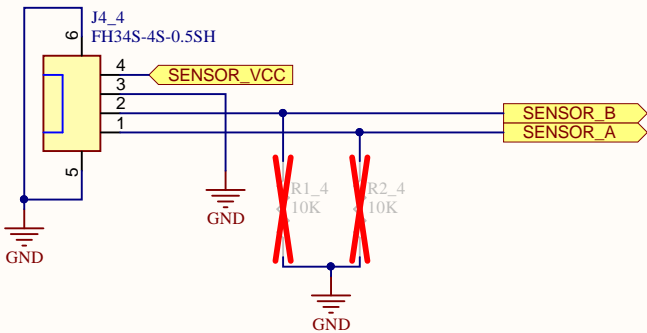 J4_4
FH34S-4S-0.5SH
6
4
SENSOR_VCC
3
2
SENSOR_B
1
SENSOR_A
5
R1_4
R2_4
10K
10K
GND
GND
GND